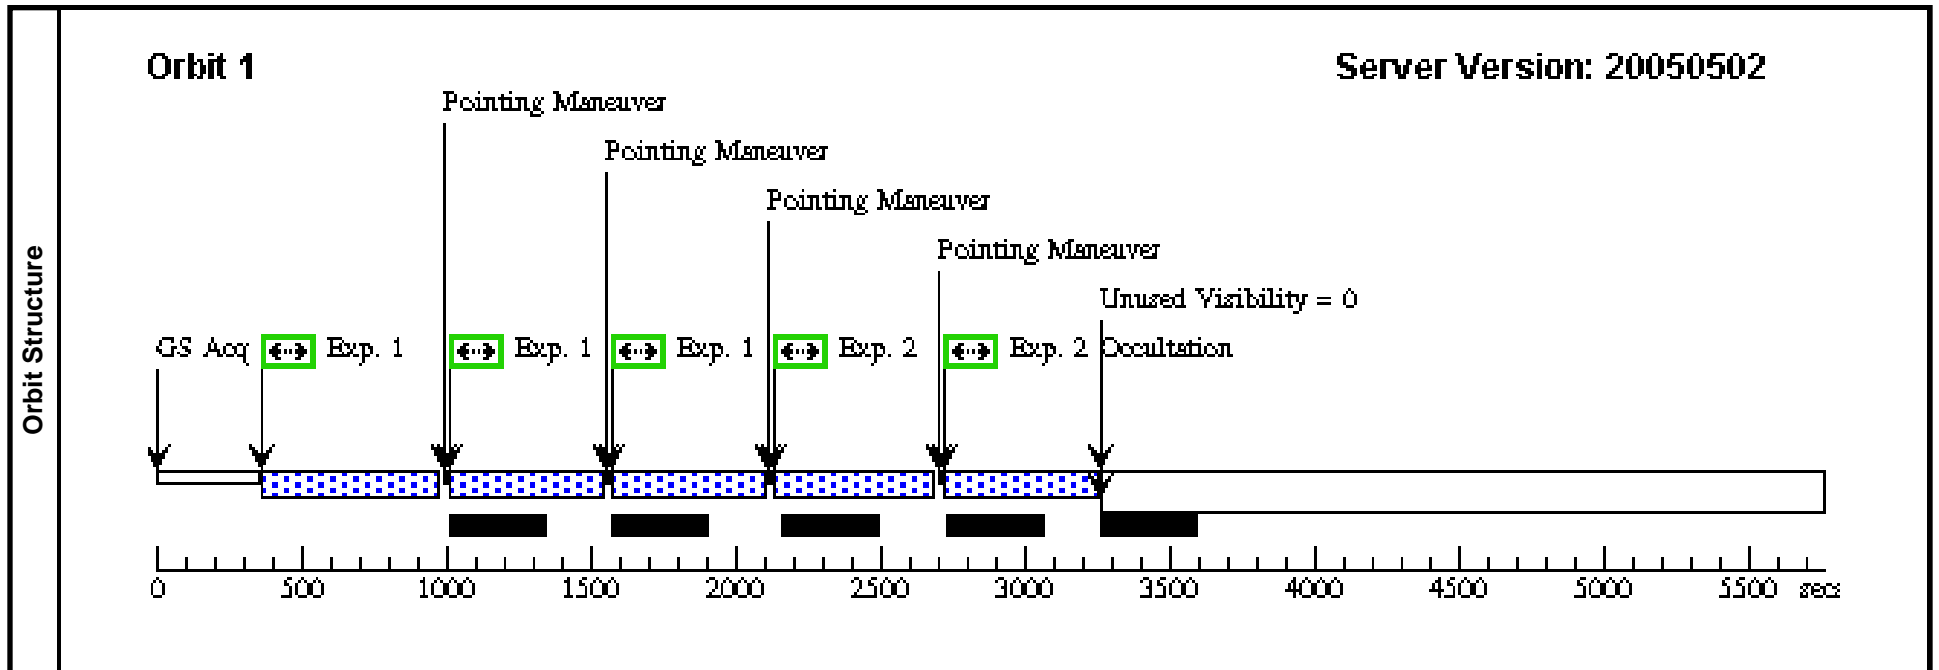 Orbit 1
Server Version: 20050502
Pointing Maneuver
Pointing Maneuver
Pointing Maneuver
Pointing Maneuver
Unused Visibility = 0
GS Acq Exp. 1 Exp. 1 Exp. 1 Exp. 2 Exp. 2 Occultation
Orbit Structure
0 500 1000 1500 2000 2500 3000 3500 4000 4500 5000 5500 secs